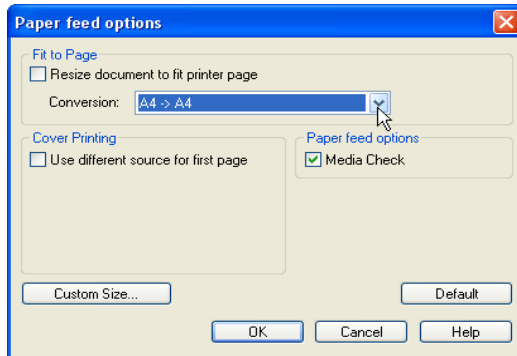 Paper feed options
Fit to Page
Resize document to fit printer page
Conversion: A4 -> A4
Cover Printing
Use different source for first page
Paper feed options
Media Check
Custom Size...
Default
OK Cancel Help